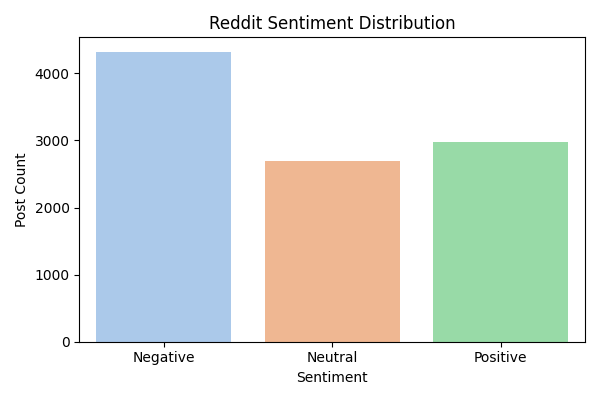 Reddit Sentiment Distribution
Post Count
4000
3000
2000
1000
0
Negative Neutral Positive
Sentiment